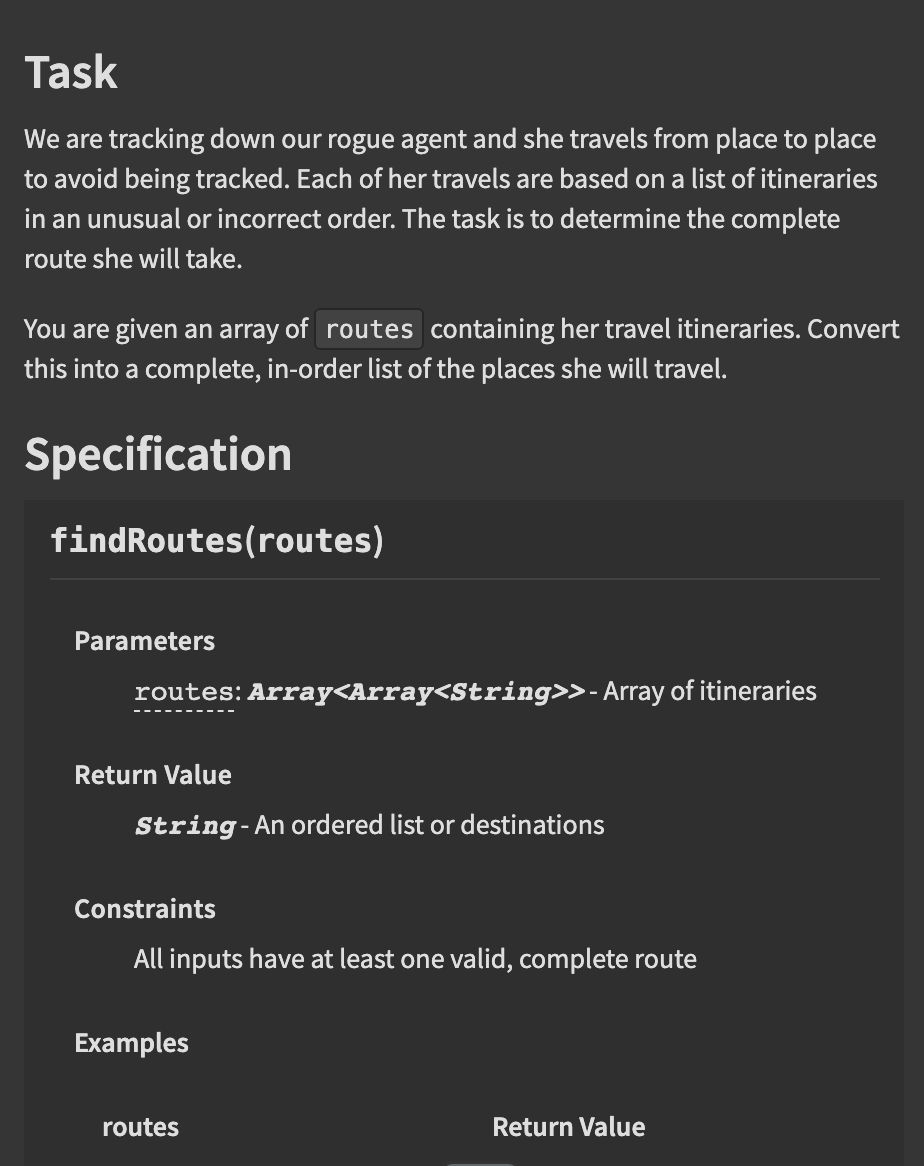 Task
We are tracking down our rogue agent and she travels from place to place
to avoid being tracked. Each of her travels are based on a list of itineraries
in an unusual or incorrect order. The task is to determine the complete
route she will take.
You are given an array of routes containing her travel itineraries. Convert
this into a complete, in-order list of the places she will travel.
Specification
findRoutes(routes)
Parameters
routes: Array<Array<String>> - Array of itineraries
Return Value
String - An ordered list or destinations
Constraints
All inputs have at least one valid, complete route
Examples
routes Return Value